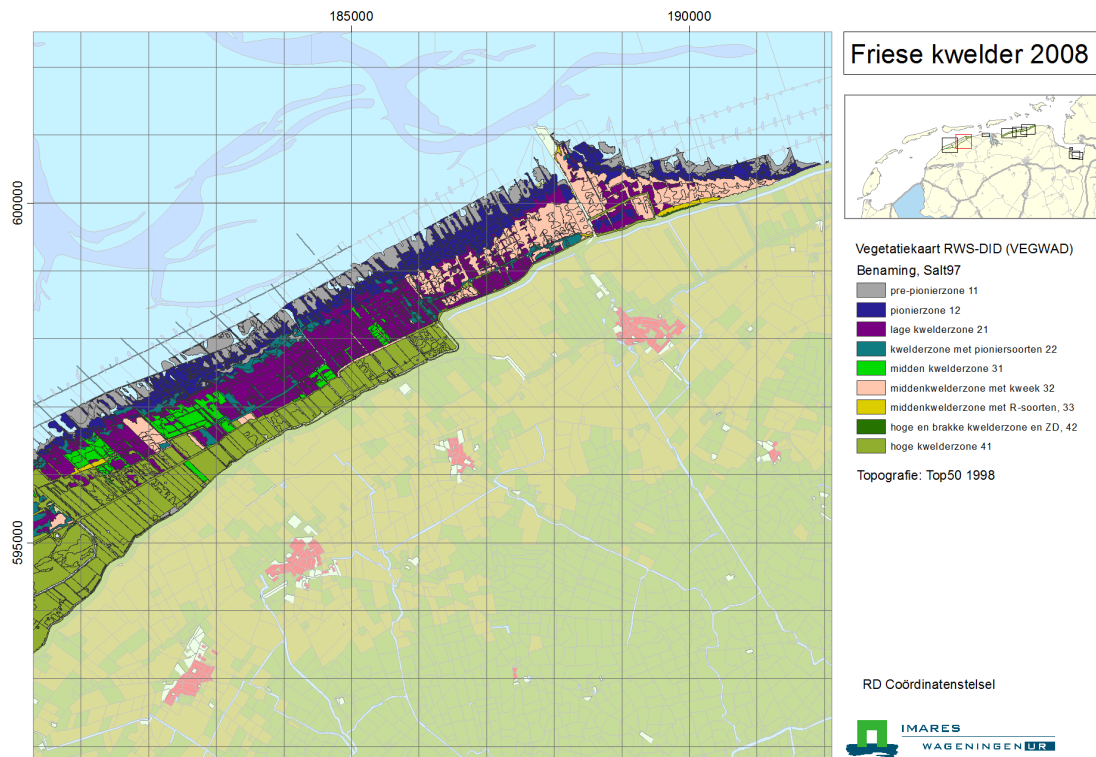 185000
190000
600000
595000
Friese kwelder 2008
Vegetatiekaart RWS-DID (VEGWAD)
Benaming, Salt97
pre-pionierzone 11
pionierzone 12
lage kwelderzone 21
kwelderzone met pioniersoorten 22
midden kwelderzone 31
middenkwelderzone met kweek 32
middenkwelderzone met R-soorten, 33
hoge en brakke kwelderzone en ZD, 42
hoge kwelderzone 41
Topografie: Top50 1998
RD Coördinatenstelsel
IMARES
WAGENINGEN UR